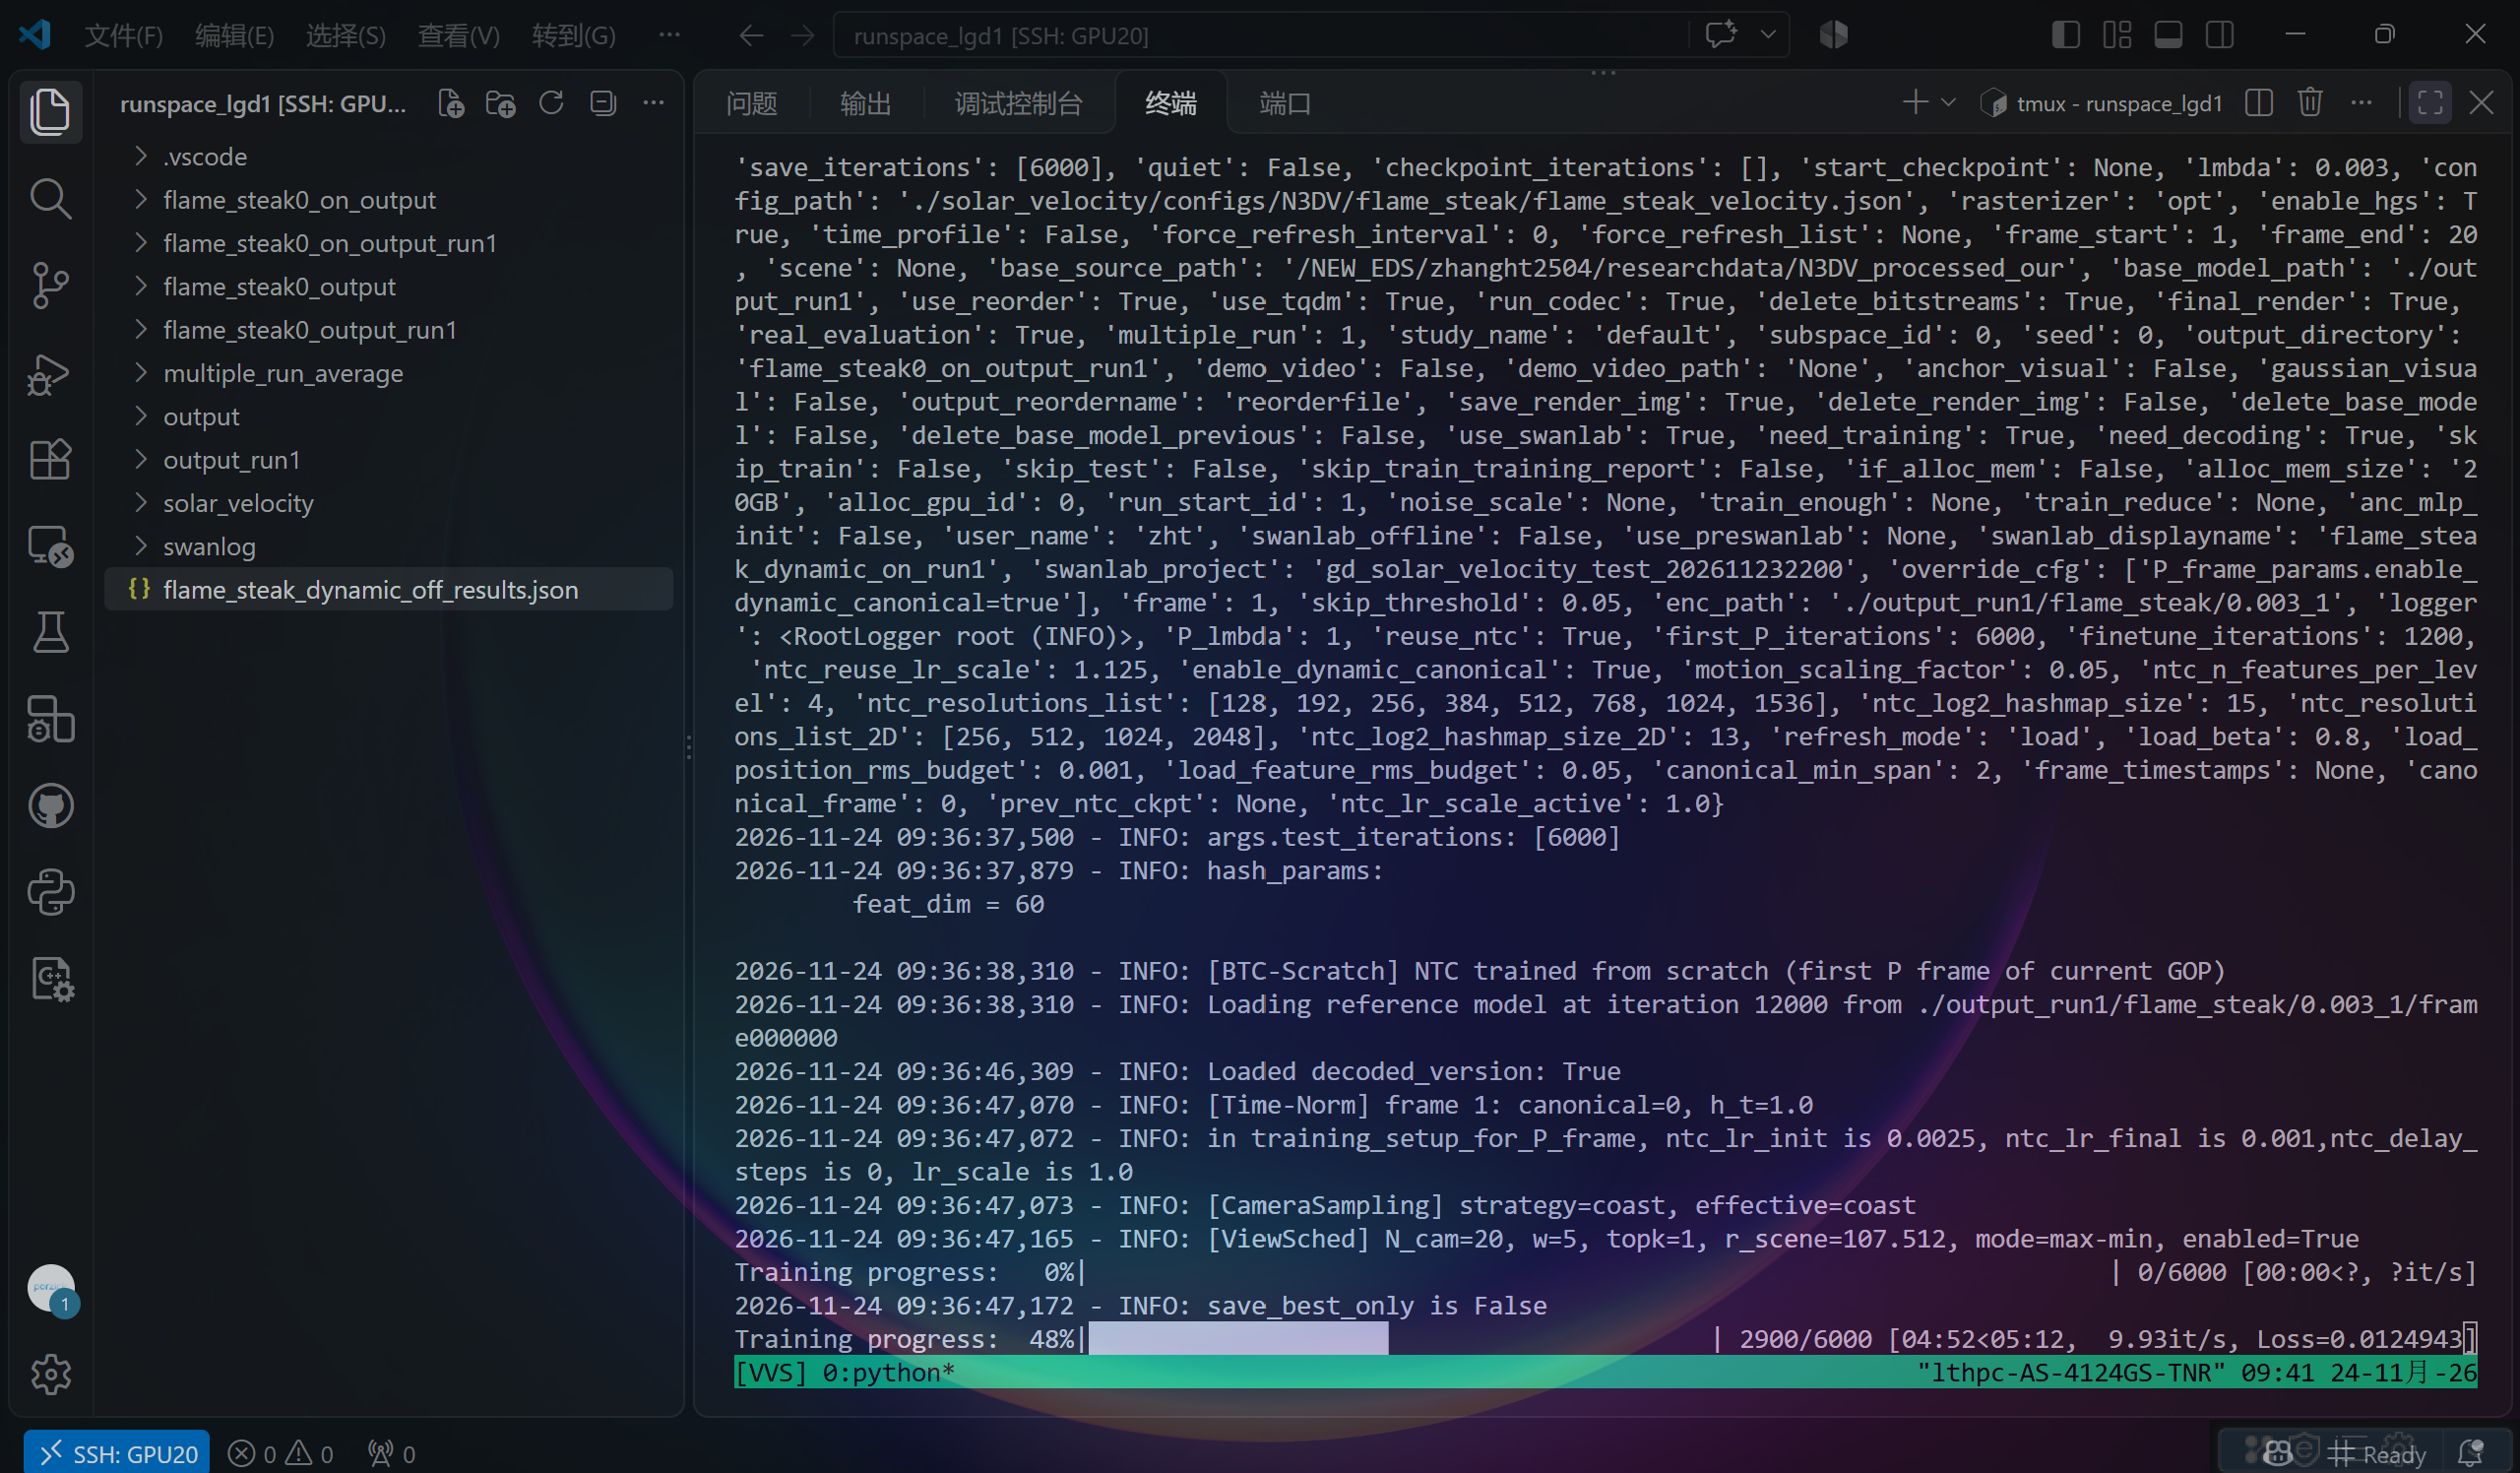 文件(F) 编辑(E) 选择(S) 查看(V) 转到(G) ···
runspace_lgd1 [SSH: GPU20]
runspace_lgd1 [SSH: GPU...
.vscode
flame_steak0_on_output
flame_steak0_on_output_run1
flame_steak0_output
flame_steak0_output_run1
multiple_run_average
output
output_run1
solar_velocity
swanlog
{} flame_steak_dynamic_off_results.json
问题 输出 调试控制台 终端 端口
tmux - runspace_lgd1
'save_iterations': [6000], 'quiet': False, 'checkpoint_iterations': [], 'start_checkpoint': None, 'lmbda': 0.003, 'con
fig_path': './solar_velocity/configs/N3DV/flame_steak/flame_steak_velocity.json', 'rasterizer': 'opt', 'enable_hgs': T
rue, 'time_profile': False, 'force_refresh_interval': 0, 'force_refresh_list': None, 'frame_start': 1, 'frame_end': 20
, 'scene': None, 'base_source_path': '/NEW_EDS/zhanght2504/researchdata/N3DV_processed_our', 'base_model_path': './out
put_run1', 'use_reorder': True, 'use_tqdm': True, 'run_codec': True, 'delete_bitstreams': True, 'final_render': True,
'real_evaluation': True, 'multiple_run': 1, 'study_name': 'default', 'subspace_id': 0, 'seed': 0, 'output_directory':
'flame_steak0_on_output_run1', 'demo_video': False, 'demo_video_path': 'None', 'anchor_visual': False, 'gaussian_visua
l': False, 'output_reordername': 'reorderfile', 'save_render_img': True, 'delete_render_img': False, 'delete_base_mode
l': False, 'delete_base_model_previous': False, 'use_swanlab': True, 'need_training': True, 'need_decoding': True, 'sk
ip_train': False, 'skip_test': False, 'skip_train_training_report': False, 'if_alloc_mem': False, 'alloc_mem_size': '2
0GB', 'alloc_gpu_id': 0, 'run_start_id': 1, 'noise_scale': None, 'train_enough': None, 'train_reduce': None, 'anc_mlp_
init': False, 'user_name': 'zht', 'swanlab_offline': False, 'use_preswanlab': None, 'swanlab_displayname': 'flame_stea
k_dynamic_on_run1', 'swanlab_project': 'gd_solar_velocity_test_202611232200', 'override_cfg': ['P_frame_params.enable_
dynamic_canonical=true'], 'frame': 1, 'skip_threshold': 0.05, 'enc_path': './output_run1/flame_steak/0.003_1', 'logger
': <RootLogger root (INFO)>, 'P_lmbda': 1, 'reuse_ntc': True, 'first_P_iterations': 6000, 'finetune_iterations': 1200,
'ntc_reuse_lr_scale': 1.125, 'enable_dynamic_canonical': True, 'motion_scaling_factor': 0.05, 'ntc_n_features_per_lev
el': 4, 'ntc_resolutions_list': [128, 192, 256, 384, 512, 768, 1024, 1536], 'ntc_log2_hashmap_size': 15, 'ntc_resoluti
ons_list_2D': [256, 512, 1024, 2048], 'ntc_log2_hashmap_size_2D': 13, 'refresh_mode': 'load', 'load_beta': 0.8, 'load_
position_rms_budget': 0.001, 'load_feature_rms_budget': 0.05, 'canonical_min_span': 2, 'frame_timestamps': None, 'cano
nical_frame': 0, 'prev_ntc_ckpt': None, 'ntc_lr_scale_active': 1.0}
2026-11-24 09:36:37,500 - INFO: args.test_iterations: [6000]
2026-11-24 09:36:37,879 - INFO: hash_params:
feat_dim = 60
2026-11-24 09:36:38,310 - INFO: [BTC-Scratch] NTC trained from scratch (first P frame of current GOP)
2026-11-24 09:36:38,310 - INFO: Loading reference model at iteration 12000 from ./output_run1/flame_steak/0.003_1/fram
e000000
2026-11-24 09:36:46,309 - INFO: Loaded decoded_version: True
2026-11-24 09:36:47,070 - INFO: [Time-Norm] frame 1: canonical=0, h_t=1.0
2026-11-24 09:36:47,072 - INFO: in training_setup_for_P_frame, ntc_lr_init is 0.0025, ntc_lr_final is 0.001,ntc_delay_
steps is 0, lr_scale is 1.0
2026-11-24 09:36:47,073 - INFO: [CameraSampling] strategy=coast, effective=coast
2026-11-24 09:36:47,165 - INFO: [ViewSched] N_cam=20, w=5, topk=1, r_scene=107.512, mode=max-min, enabled=True
Training progress:   0%| | 0/6000 [00:00<?, ?it/s]
2026-11-24 09:36:47,172 - INFO: save_best_only is False
Training progress:  48%| | 2900/6000 [04:52<05:12,  9.93it/s, Loss=0.0124943]
[VVS] 0:python* "lthpc-AS-4124GS-TNR" 09:41 24-11月-26
1
SSH: GPU20 0 0 0 Ready